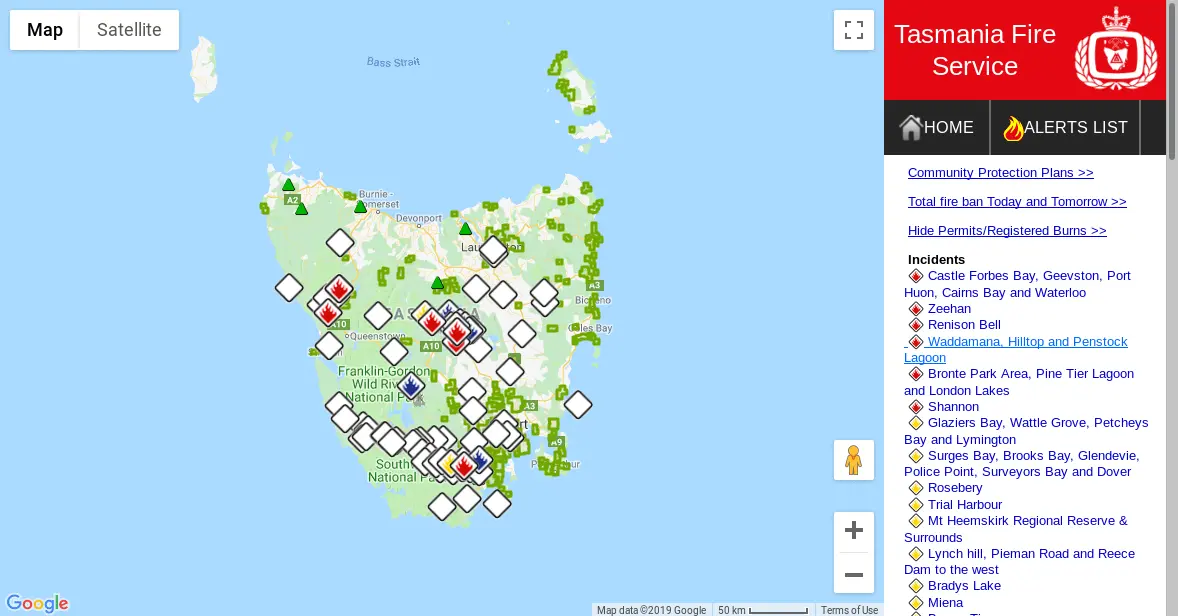 Map
Satellite
Bass Strait
A2
Burnie -
Somerset
Devonport
A3
Bicheno
A10
Queenstown
Coles Bay
A10
Franklin-Gordon
Wild Riv
National Pa
A3
A9
South
National Pa
Google
Map data ©2019 Google
50 km
Terms of Use
Tasmania Fire
Service
HOME
ALERTS LIST
Community Protection Plans >>
Total fire ban Today and Tomorrow >>
Hide Permits/Registered Burns >>
Incidents
Castle Forbes Bay, Geevston, Port
Huon, Cairns Bay and Waterloo
Zeehan
Renison Bell
Waddamana, Hilltop and Penstock
Lagoon
Bronte Park Area, Pine Tier Lagoon
and London Lakes
Shannon
Glaziers Bay, Wattle Grove, Petcheys
Bay and Lymington
Surges Bay, Brooks Bay, Glendevie,
Police Point, Surveyors Bay and Dover
Rosebery
Trial Harbour
Mt Heemskirk Regional Reserve &
Surrounds
Lynch hill, Pieman Road and Reece
Dam to the west
Bradys Lake
Miena